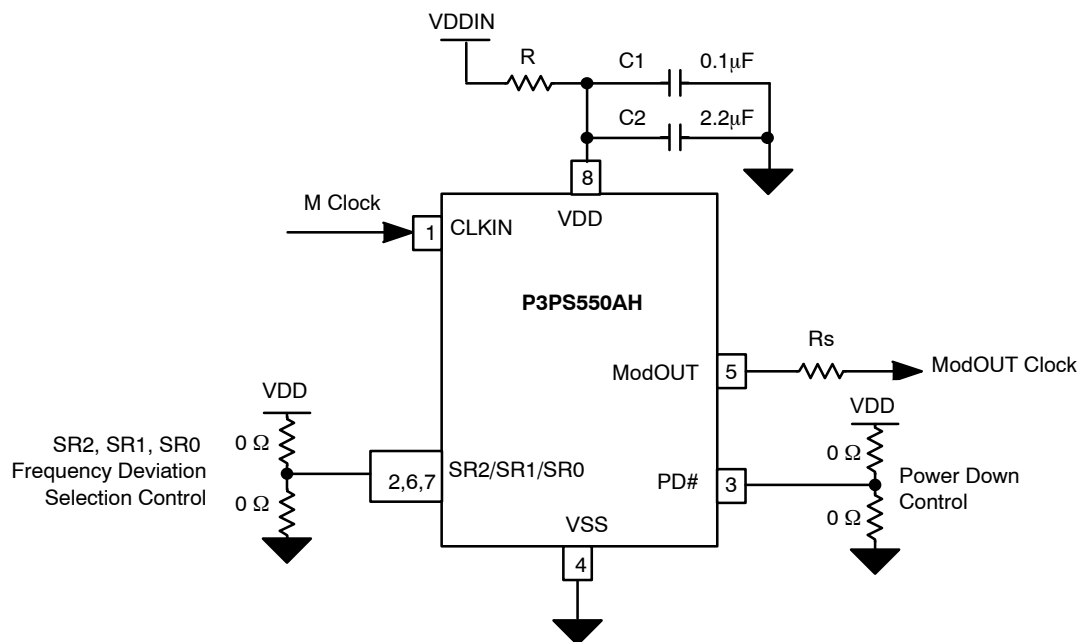 VDDIN
R
C1
0.1μF
C2
2.2μF
8
VDD
M Clock
1
CLKIN
P3PS550AH
Rs
ModOUT
5
ModOUT Clock
VDD
VDD
0 Ω
0 Ω
SR2, SR1, SR0
Frequency Deviation
Selection Control
2,6,7
SR2/SR1/SR0
PD#
3
Power Down
Control
0 Ω
0 Ω
VSS
4